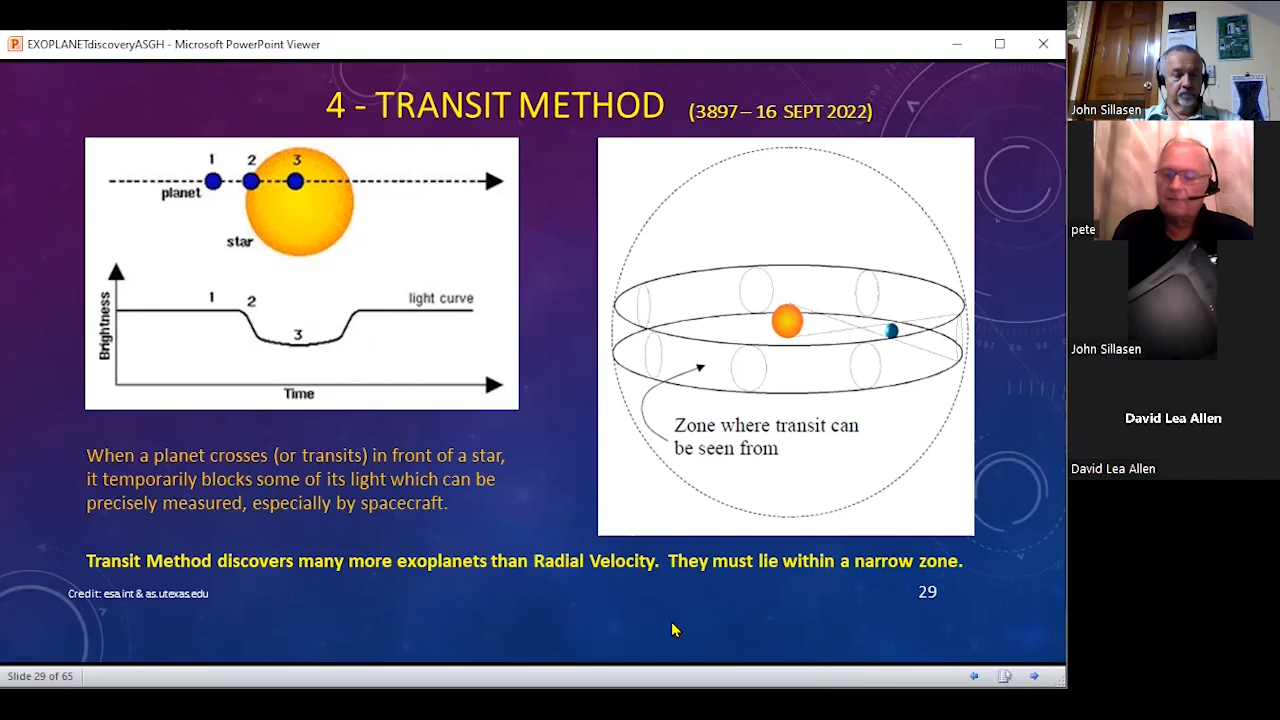 EXOPLANETdiscoveryASGH - Microsoft PowerPoint Viewer
4 - TRANSIT METHOD (3897 – 16 SEPT 2022)
1 2 3
planet
star
1 2 3
light curve
Brightness
Time
Zone where transit can
be seen from
When a planet crosses (or transits) in front of a star,
it temporarily blocks some of its light which can be
precisely measured, especially by spacecraft.
Transit Method discovers many more exoplanets than Radial Velocity. They must lie within a narrow zone.
Credit: esa.int & as.utexas.edu
29
Slide 29 of 65
John Sillasen
pete
John Sillasen
David Lea Allen
David Lea Allen